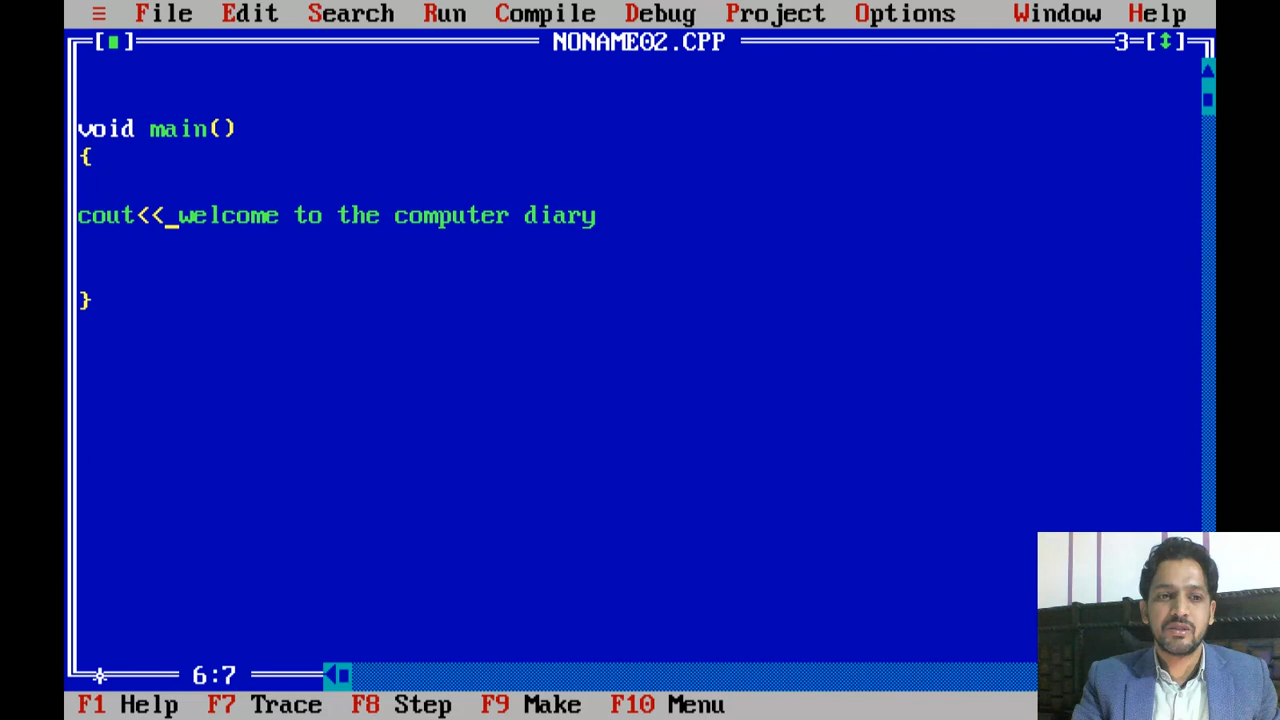 ≡ File Edit Search Run Compile Debug Project Options Window Help
[■] NONAME02.CPP 3=[↕]
void main()
{
cout<<_welcome to the computer diary
}
6:7
F1 Help F7 Trace F8 Step F9 Make F10 Menu